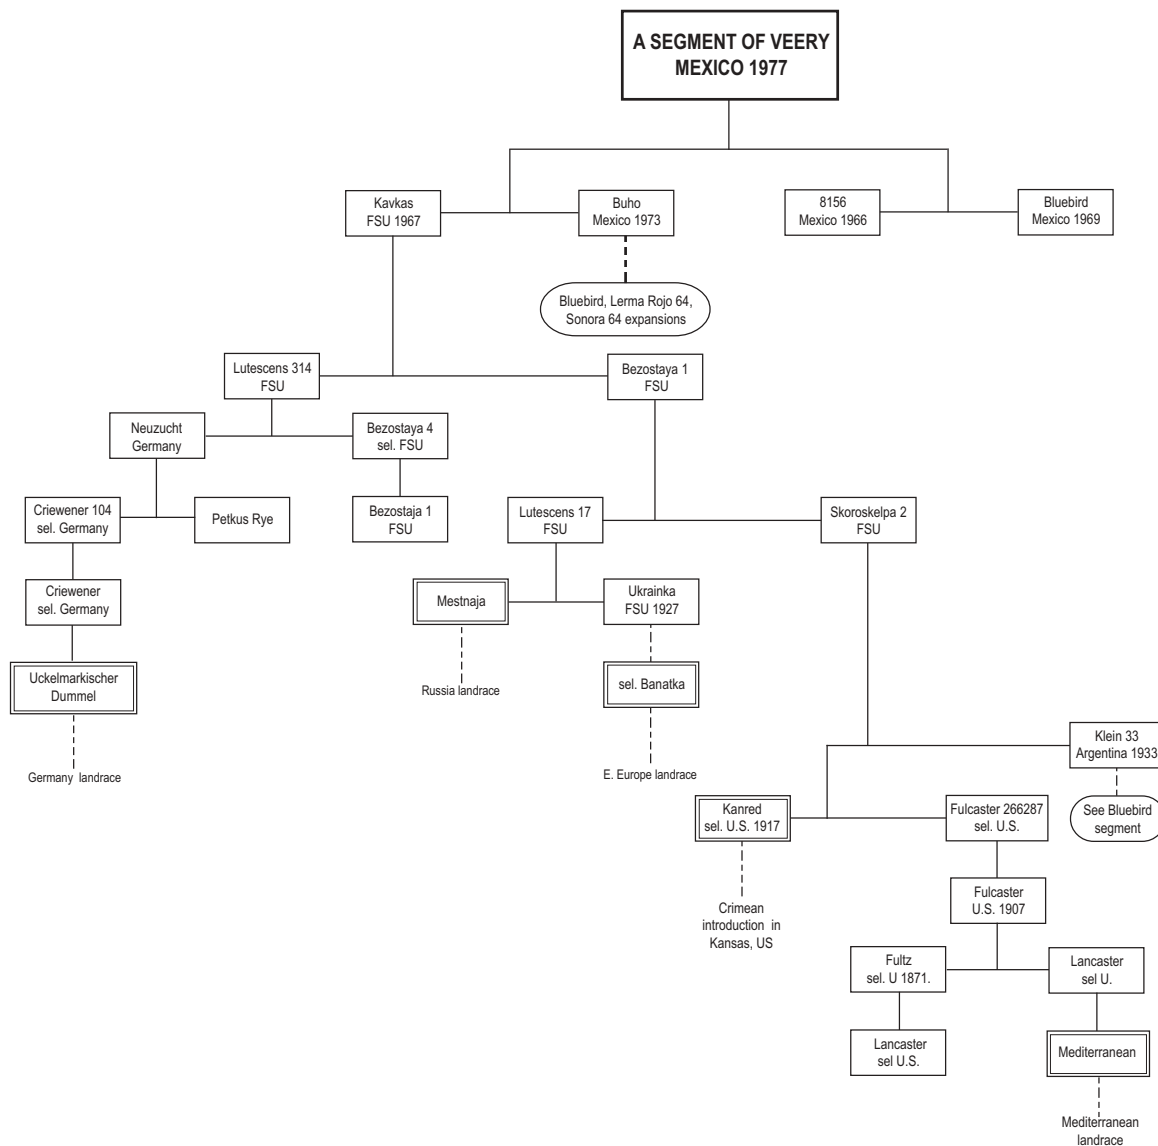 A SEGMENT OF VEERY
MEXICO 1977
Kavkas
FSU 1967
Buho
Mexico 1973
8156
Mexico 1966
Bluebird
Mexico 1969
Bluebird, Lerma Rojo 64,
Sonora 64 expansions
Lutescens 314
FSU
Bezostaya 1
FSU
Neuzucht
Germany
Bezostaya 4
sel. FSU
Criewener 104
sel. Germany
Petkus Rye
Bezostaja 1
FSU
Lutescens 17
FSU
Skoroskelpa 2
FSU
Criewener
sel. Germany
Mestnaja
Ukrainka
FSU 1927
Uckelmarkischer
Dummel
Russia landrace
sel. Banatka
Germany landrace
E. Europe landrace
Klein 33
Argentina 1933
Kanred
sel. U.S. 1917
Fulcaster 266287
sel. U.S.
See Bluebird
segment
Crimean
introduction in
Kansas, US
Fulcaster
U.S. 1907
Fultz
sel. U 1871.
Lancaster
sel U.
Lancaster
sel U.S.
Mediterranean
Mediterranean
landrace